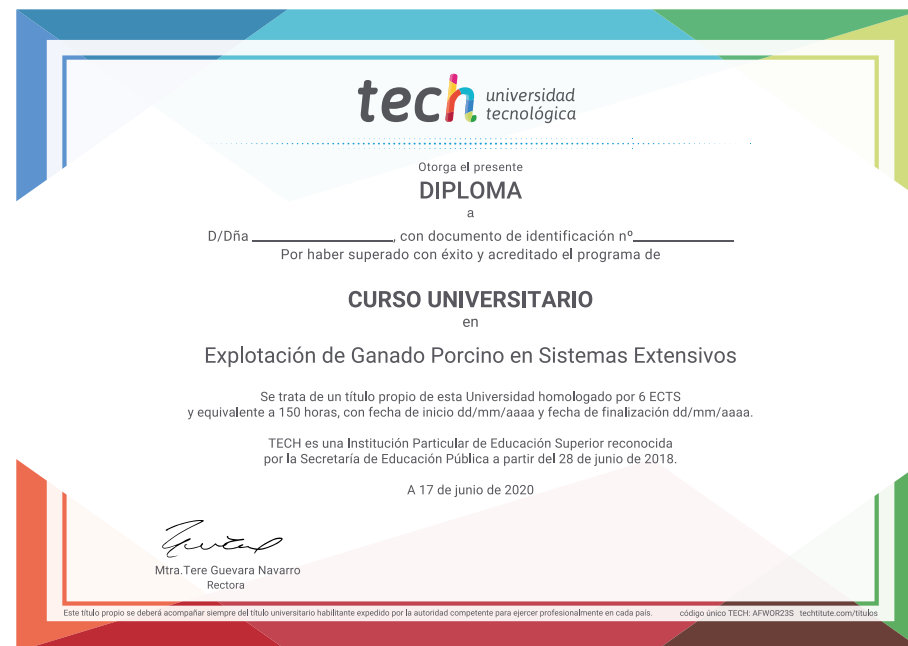 tech universidad
tecnológica
Otorga el presente
DIPLOMA
a
D/Dña ____________________, con documento de identificación nº______________
Por haber superado con éxito y acreditado el programa de
CURSO UNIVERSITARIO
en
Explotación de Ganado Porcino en Sistemas Extensivos
Se trata de un título propio de esta Universidad homologado por 6 ECTS
y equivalente a 150 horas, con fecha de inicio dd/mm/aaaa y fecha de finalización dd/mm/aaaa.
TECH es una Institución Particular de Educación Superior reconocida
por la Secretaría de Educación Pública a partir del 28 de junio de 2018.
A 17 de junio de 2020
Mtra.Tere Guevara Navarro
Rectora
Este título propio se deberá acompañar siempre del título universitario habilitante expedido por la autoridad competente para ejercer profesionalmente en cada país. código único TECH: AFWOR23S techtitute.com/titulos